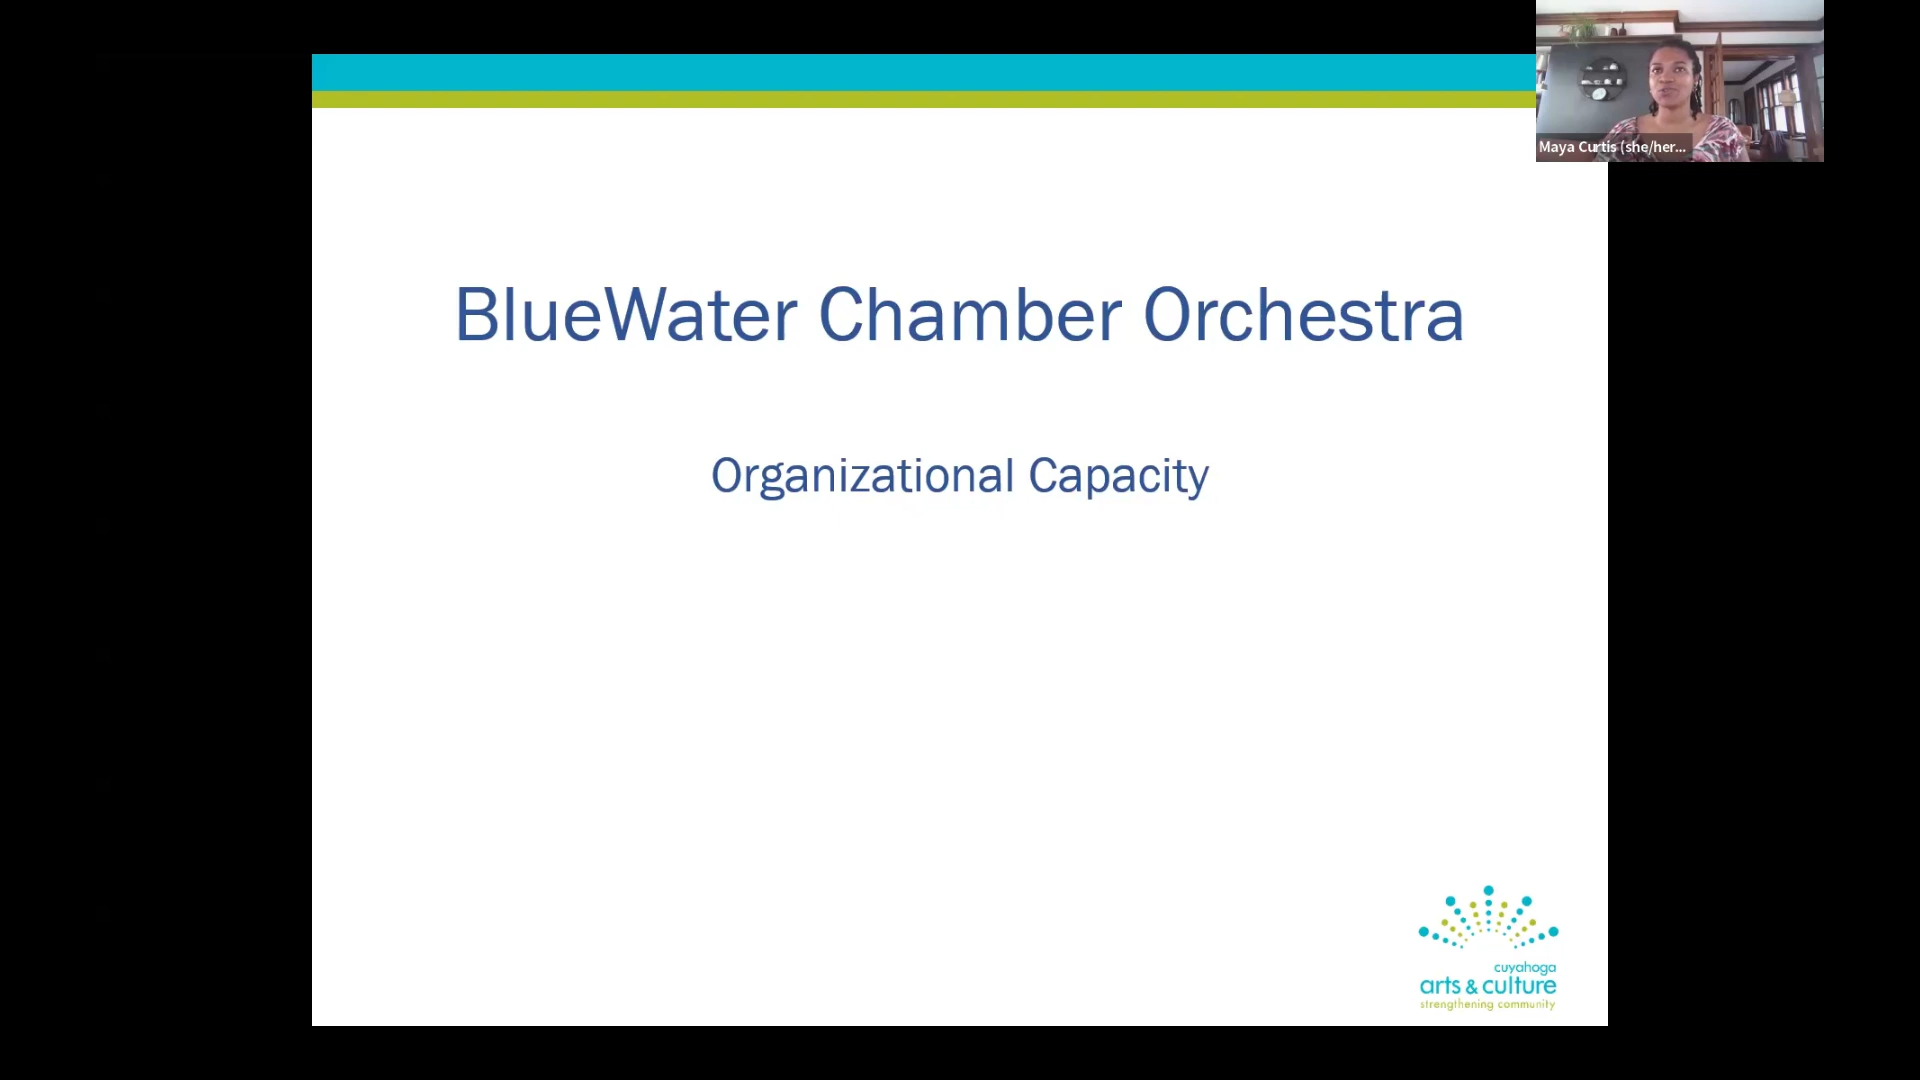 Maya Curtis (she/her...
BlueWater Chamber Orchestra
Organizational Capacity
cuyahoga
arts & culture
strengthening community